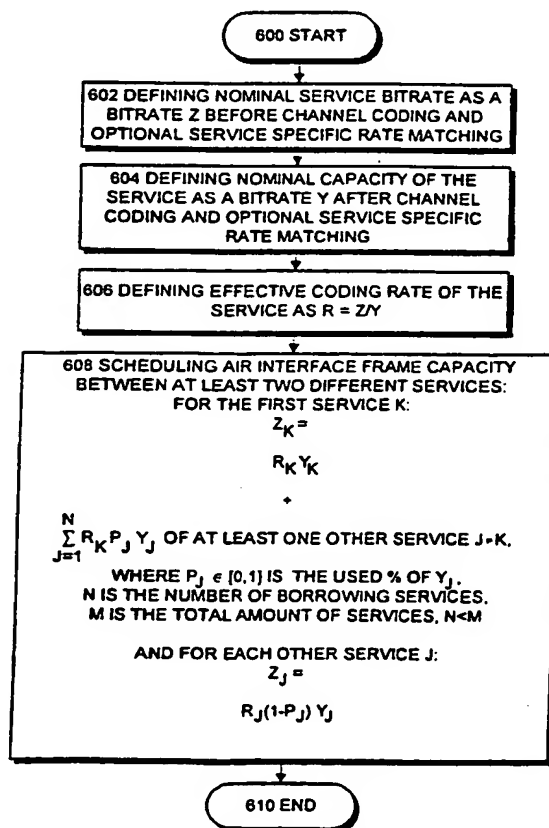 600 START
602 DEFINING NOMINAL SERVICE BITRATE AS A
BITRATE Z BEFORE CHANNEL CODING AND
OPTIONAL SERVICE SPECIFIC RATE MATCHING
604 DEFINING NOMINAL CAPACITY OF THE
SERVICE AS A BITRATE Y AFTER CHANNEL
CODING AND OPTIONAL SERVICE SPECIFIC
RATE MATCHING
606 DEFINING EFFECTIVE CODING RATE OF THE
SERVICE AS R = Z/Y
608 SCHEDULING AIR INTERFACE FRAME CAPACITY
BETWEEN AT LEAST TWO DIFFERENT SERVICES:
FOR THE FIRST SERVICE K:
Z_K =
R_K Y_K
+
N
∑ R_K P_J Y_J OF AT LEAST ONE OTHER SERVICE J≠K,
J=1
WHERE P_J ϵ [0,1] IS THE USED % OF Y_J,
N IS THE NUMBER OF BORROWING SERVICES,
M IS THE TOTAL AMOUNT OF SERVICES, N<M
AND FOR EACH OTHER SERVICE J:
Z_J =
R_J(1-P_J) Y_J
610 END